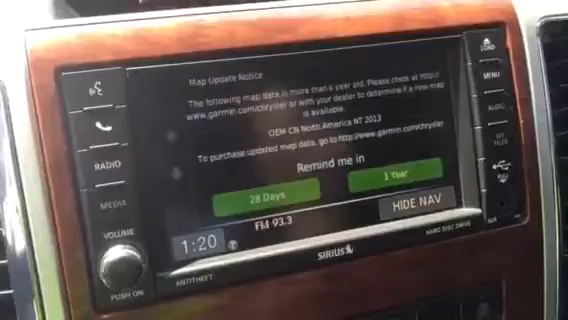 Map Update Notice
The following map data is more than a year old. Please check at http://
www.garmin.com/chrysler or with your dealer to determine if a new map
is available.
OEM CN North America NT 2013
To purchase updated map data, go to http://www.garmin.com/chrysler
Remind me in
28 Days
1 Year
HIDE NAV
FM 93.3
1:20
RADIO
MEDIA
VOLUME
PUSH ON
ANTITHEFT
SIRIUS
HARD DISC DRIVE
LOAD
MENU
AUDIO
MY
FILES
AUX